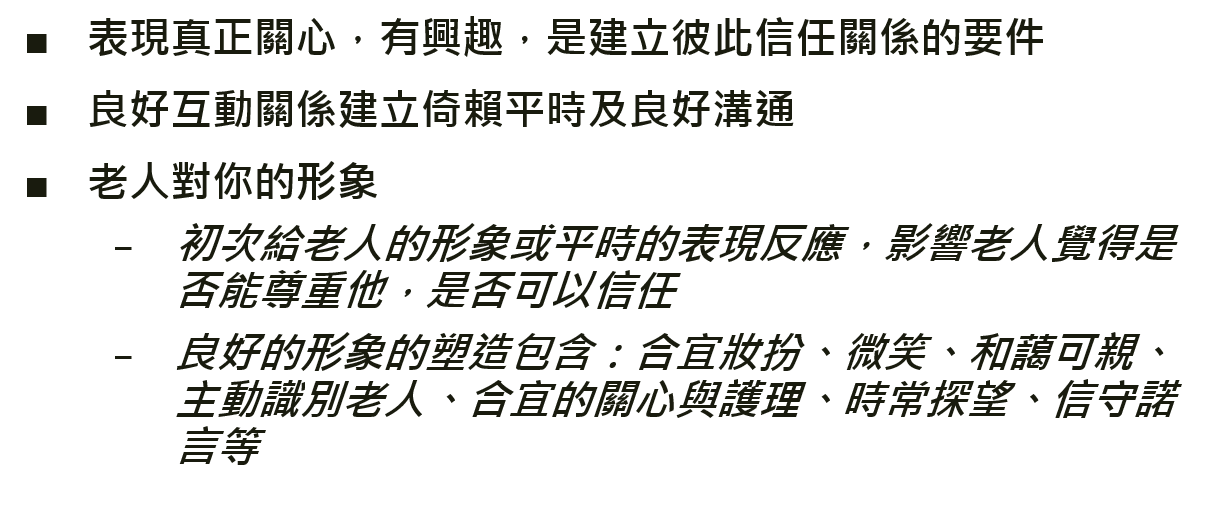 ■ 表現真正關心，有興趣，是建立彼此信任關係的要件
■ 良好互動關係建立倚賴平時及良好溝通
■ 老人對你的形象
– 初次給老人的形象或平時的表現反應，影響老人覺得是
否能尊重他，是否可以信任
– 良好的形象的塑造包含：合宜妝扮、微笑、和藹可親、
主動識別老人、合宜的關心與護理、時常探望、信守諾
言等